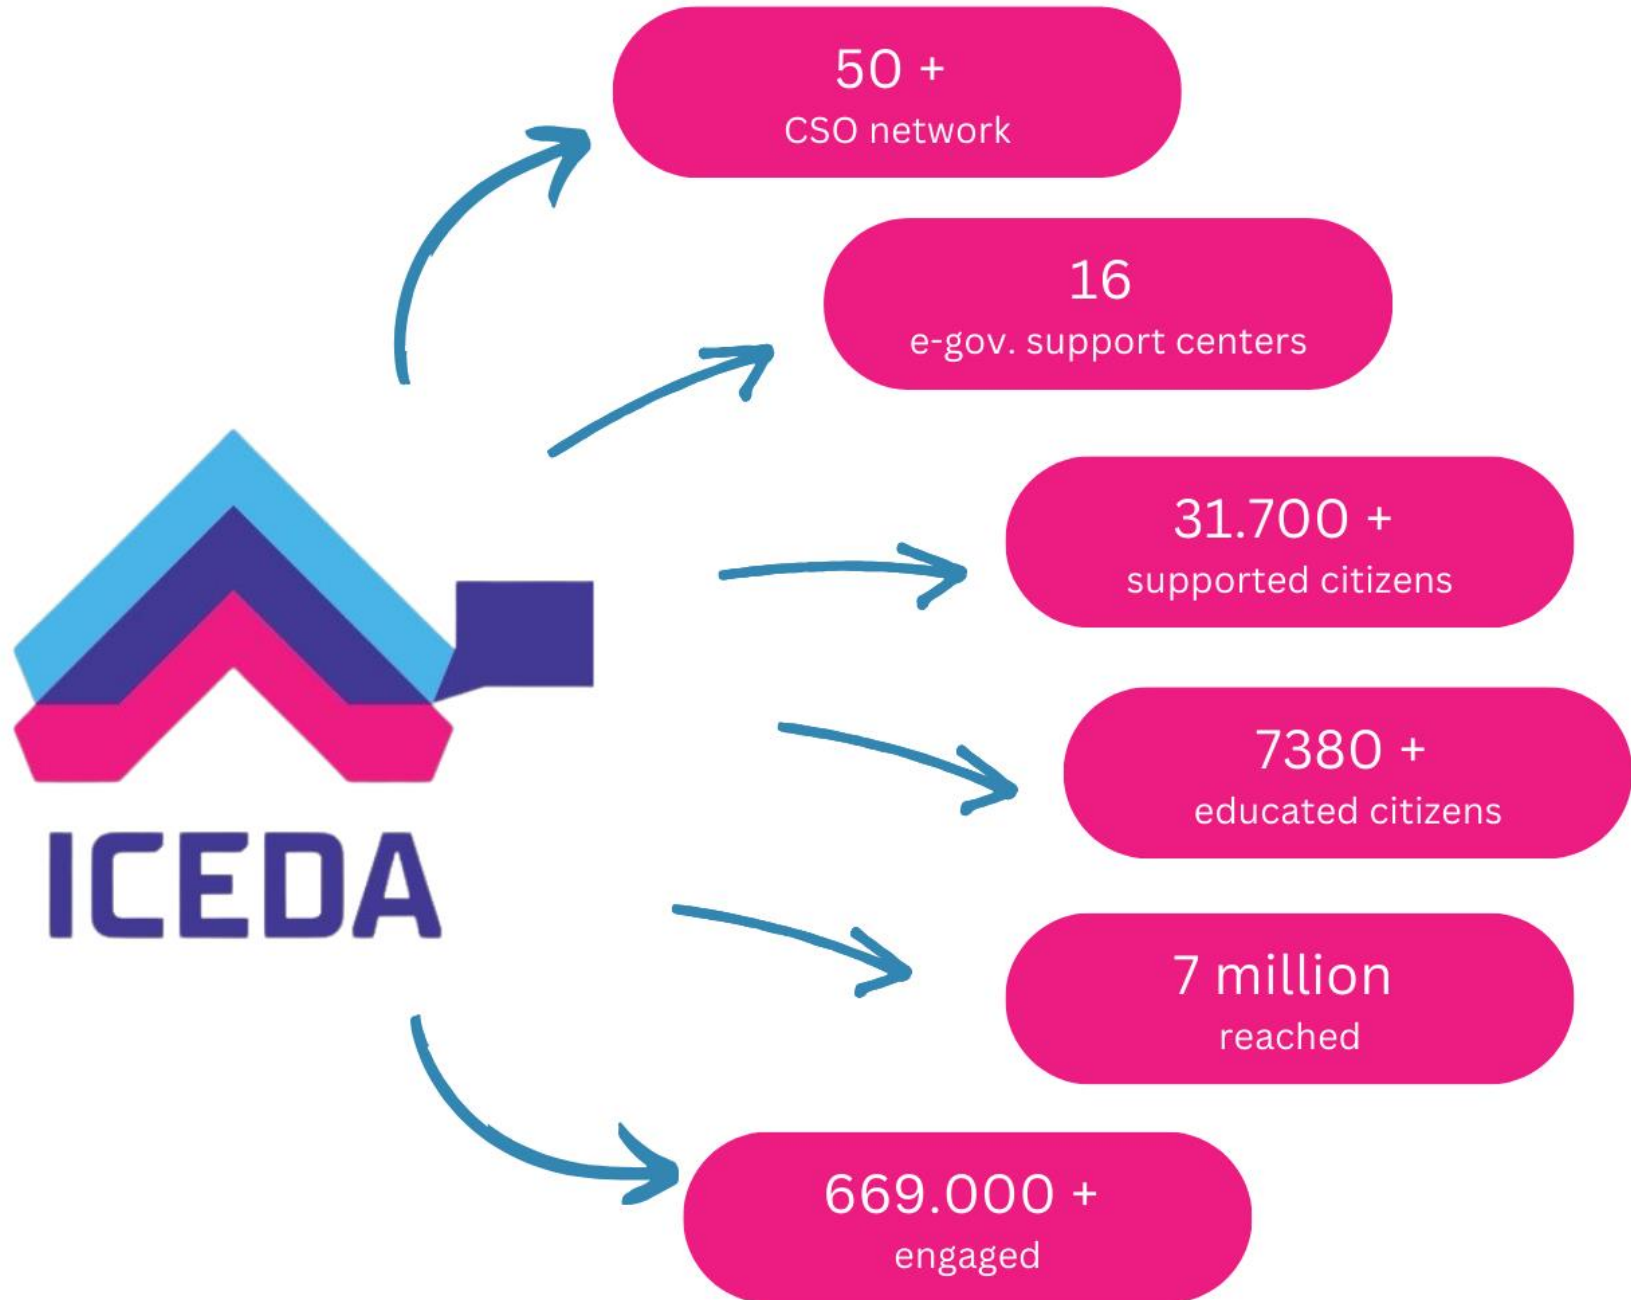 50 +
CSO network
16
e-gov. support centers
31.700 +
supported citizens
7380 +
educated citizens
7 million
reached
669.000 +
engaged
ICEDA